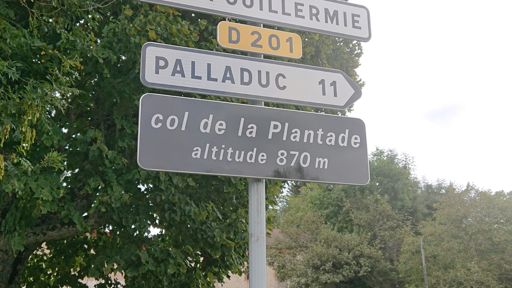 D 201
PALLADUC 11
col de la Plantade
altitude 870 m